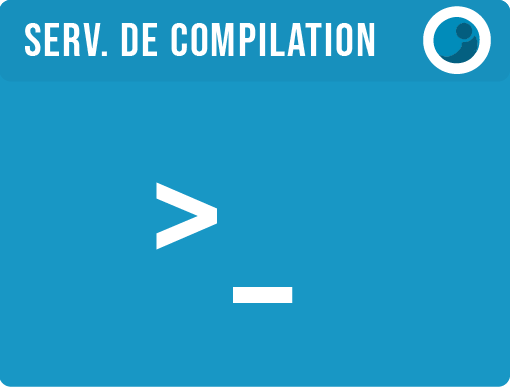 SERV. DE COMPILATION
>_